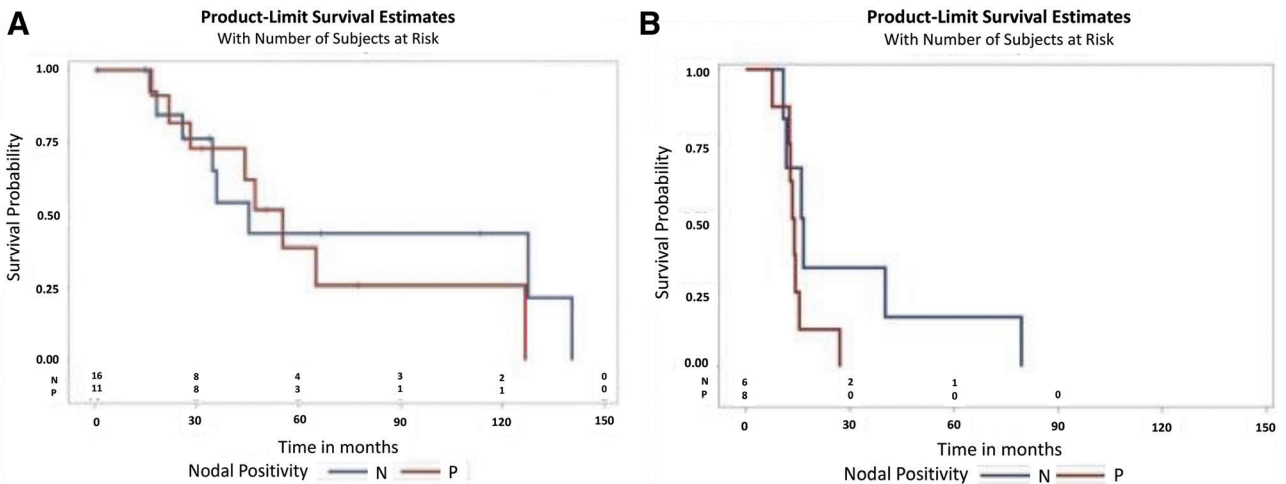 A
Product-Limit Survival Estimates
With Number of Subjects at Risk
1.00
0.75
0.50
0.25
0.00
Survival Probability
N 16 8 4 3 2 0
P 11 8 3 1 1 0
0 30 60 90 120 150
Time in months
Nodal Positivity N P
B
Product-Limit Survival Estimates
With Number of Subjects at Risk
1.00
0.75
0.50
0.25
0.00
Survival Probability
N 6 2 1
P 8 0 0 0
0 30 60 90 120 150
Time in months
Nodal Positivity N P